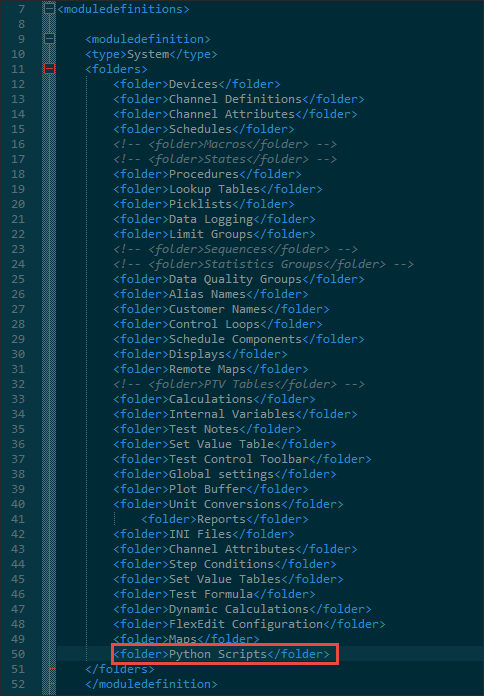 7 <moduledefinitions>
8
9 <moduledefinition>
10 <type>System</type>
11 <folders>
12 <folder>Devices</folder>
13 <folder>Channel Definitions</folder>
14 <folder>Channel Attributes</folder>
15 <folder>Schedules</folder>
16 <!-- <folder>Macros</folder> -->
17 <!-- <folder>States</folder> -->
18 <folder>Procedures</folder>
19 <folder>Lookup Tables</folder>
20 <folder>Picklists</folder>
21 <folder>Data Logging</folder>
22 <folder>Limit Groups</folder>
23 <!-- <folder>Sequences</folder> -->
24 <!-- <folder>Statistics Groups</folder> -->
25 <folder>Data Quality Groups</folder>
26 <folder>Alias Names</folder>
27 <folder>Customer Names</folder>
28 <folder>Control Loops</folder>
29 <folder>Schedule Components</folder>
30 <folder>Displays</folder>
31 <folder>Remote Maps</folder>
32 <!-- <folder>PTV Tables</folder> -->
33 <folder>Calculations</folder>
34 <folder>Internal Variables</folder>
35 <folder>Test Notes</folder>
36 <folder>Set Value Table</folder>
37 <folder>Test Control Toolbar</folder>
38 <folder>Global settings</folder>
39 <folder>Plot Buffer</folder>
40 <folder>Unit Conversions</folder>
41 <folder>Reports</folder>
42 <folder>INI Files</folder>
43 <folder>Channel Attributes</folder>
44 <folder>Step Conditions</folder>
45 <folder>Set Value Tables</folder>
46 <folder>Test Formula</folder>
47 <folder>Dynamic Calculations</folder>
48 <folder>FlexEdit Configuration</folder>
49 <folder>Maps</folder>
50 <folder>Python Scripts</folder>
51 </folders>
52 </moduledefinition>